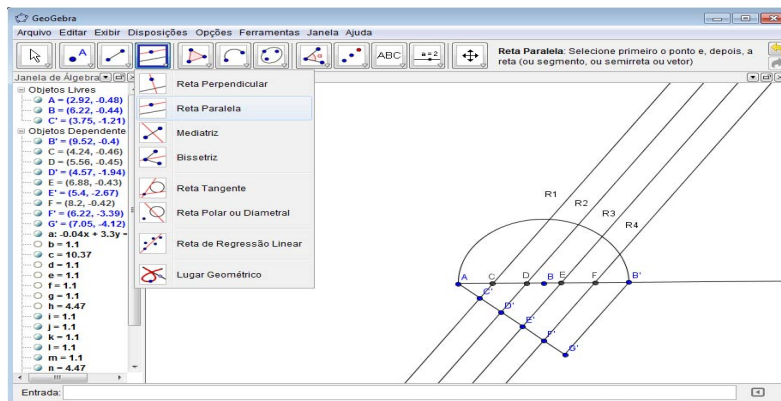 GeoGebra
Arquivo Editar Exibir Disposições Opções Ferramentas Janela Ajuda
A
α
ABC
a=2
Reta Paralela: Selecione primeiro o ponto e, depois, a
reta (ou segmento, ou semirreta ou vetor)
Janela de Álgebra
Objetos Livres
A = (2.92, -0.48)
B = (6.22, -0.44)
C' = (3.75, -1.21)
Objetos Dependente
B' = (9.52, -0.4)
C = (4.24, -0.46)
D = (5.56, -0.45)
D' = (4.57, -1.94)
E = (6.88, -0.43)
E' = (5.4, -2.67)
F = (8.2, -0.42)
F' = (6.22, -3.39)
G' = (7.05, -4.12)
a: -0.04x + 3.3y =
b = 1.1
c = 10.37
d = 1.1
e = 1.1
f = 1.1
g = 1.1
h = 4.47
i = 1.1
j = 1.1
k = 1.1
l = 1.1
m = 1.1
n = 4.47
Reta Perpendicular
Reta Paralela
Mediatriz
Bissetriz
Reta Tangente
Reta Polar ou Diametral
Reta de Regressão Linear
Lugar Geométrico
R1
R2
R3
R4
A C D B E F B'
C'
D'
E'
F'
G'
Entrada: